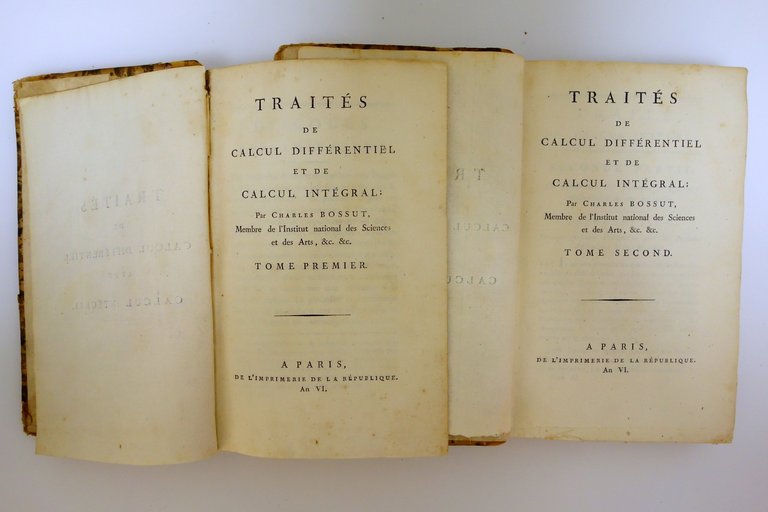 TRAITÉS
DE
CALCUL DIFFÉRENTIEL
ET DE
CALCUL INTÉGRAL;
Par CHARLES BOSSUT,
Membre de l'Institut national des Sciences
et des Arts, &c. &c.
TOME PREMIER.
A PARIS,
DE L'IMPRIMERIE DE LA RÉPUBLIQUE.
An VI.
TRAITÉS
DE
CALCUL DIFFÉRENTIEL
ET DE
CALCUL INTÉGRAL;
Par CHARLES BOSSUT,
Membre de l'Institut national des Sciences
et des Arts, &c. &c.
TOME SECOND.
A PARIS,
DE L'IMPRIMERIE DE LA RÉPUBLIQUE.
An VI.